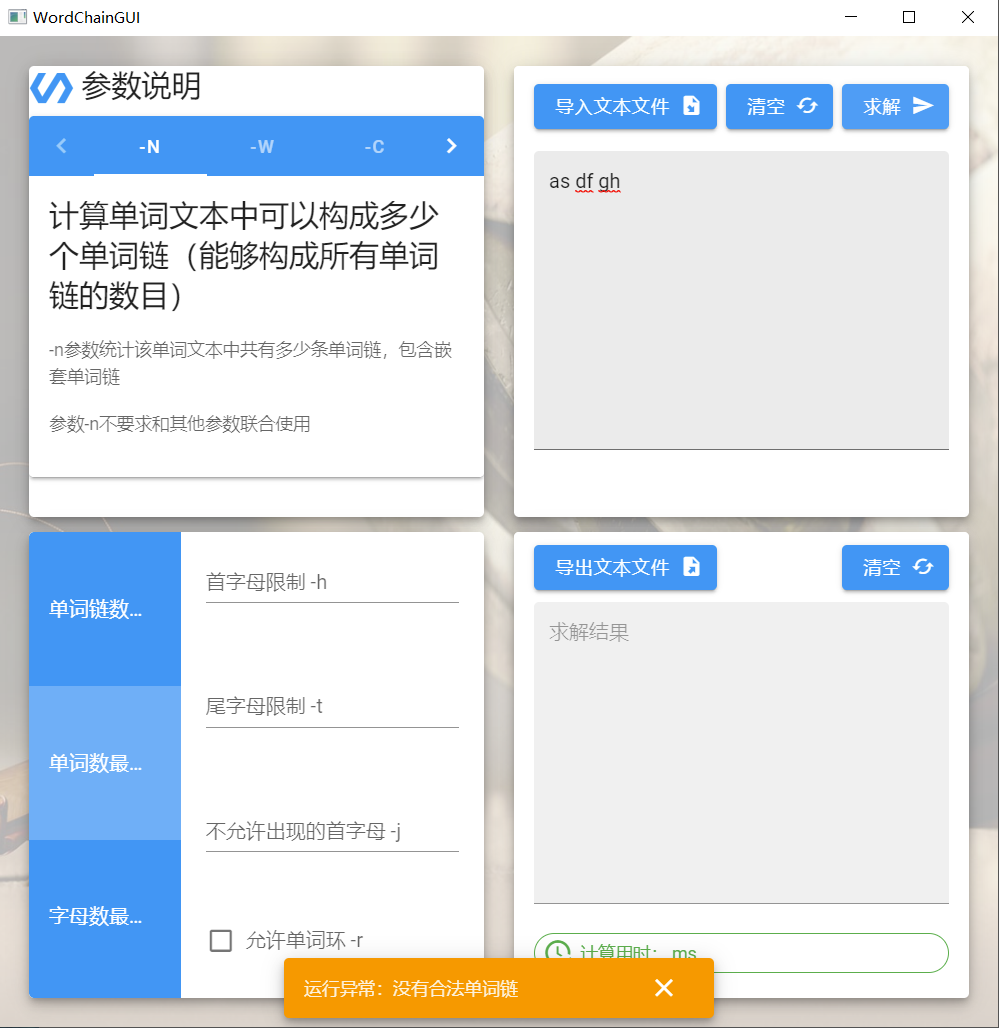 WordChainGUI
参数说明
-N
-W
-C
计算单词文本中可以构成多少
个单词链（能够构成所有单词
链的数目）
-n参数统计该单词文本中共有多少条单词链，包含嵌
套单词链
参数-n不要求和其他参数联合使用
导入文本文件
清空
求解
as df gh
单词链数...
单词数最...
字母数最...
首字母限制 -h
尾字母限制 -t
不允许出现的首字母 -j
允许单词环 -r
导出文本文件
清空
求解结果
计算用时： ms
运行异常：没有合法单词链